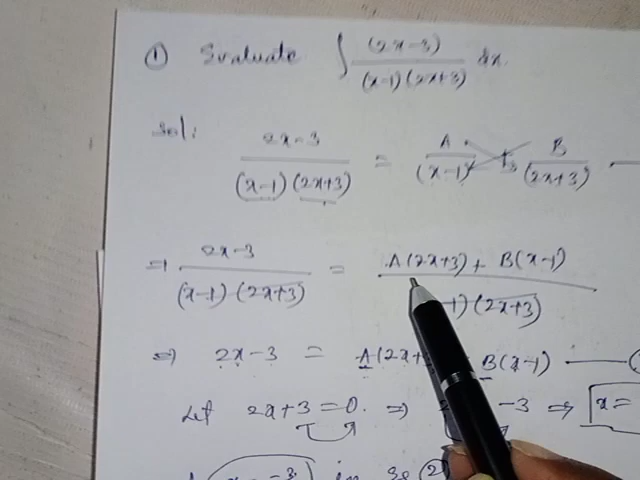 ① Evaluate ∫ (2x-3) / (x-1)(2x+3) dx.
Sol: 2x-3 / (x-1)(2x+3) = A / (x-1) + B / (2x+3)
⇒ 2x-3 / (x-1)(2x+3) = A(2x+3) + B(x-1) / -1)(2x+3)
⇒ 2x-3 = A(2x+ B(x-1)
Let 2x+3 = 0. ⇒ -3 ⇒ x =
in